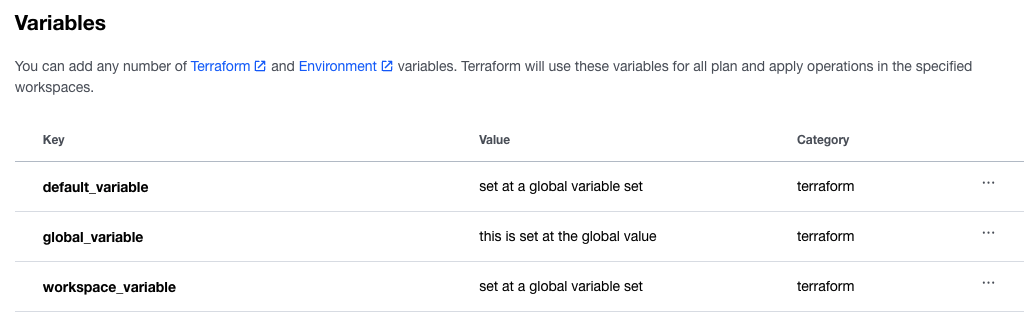 Variables
You can add any number of Terraform and Environment variables. Terraform will use these variables for all plan and apply operations in the specified
workspaces.
Key Value Category
default_variable set at a global variable set terraform ...
global_variable this is set at the global value terraform ...
workspace_variable set at a global variable set terraform ...